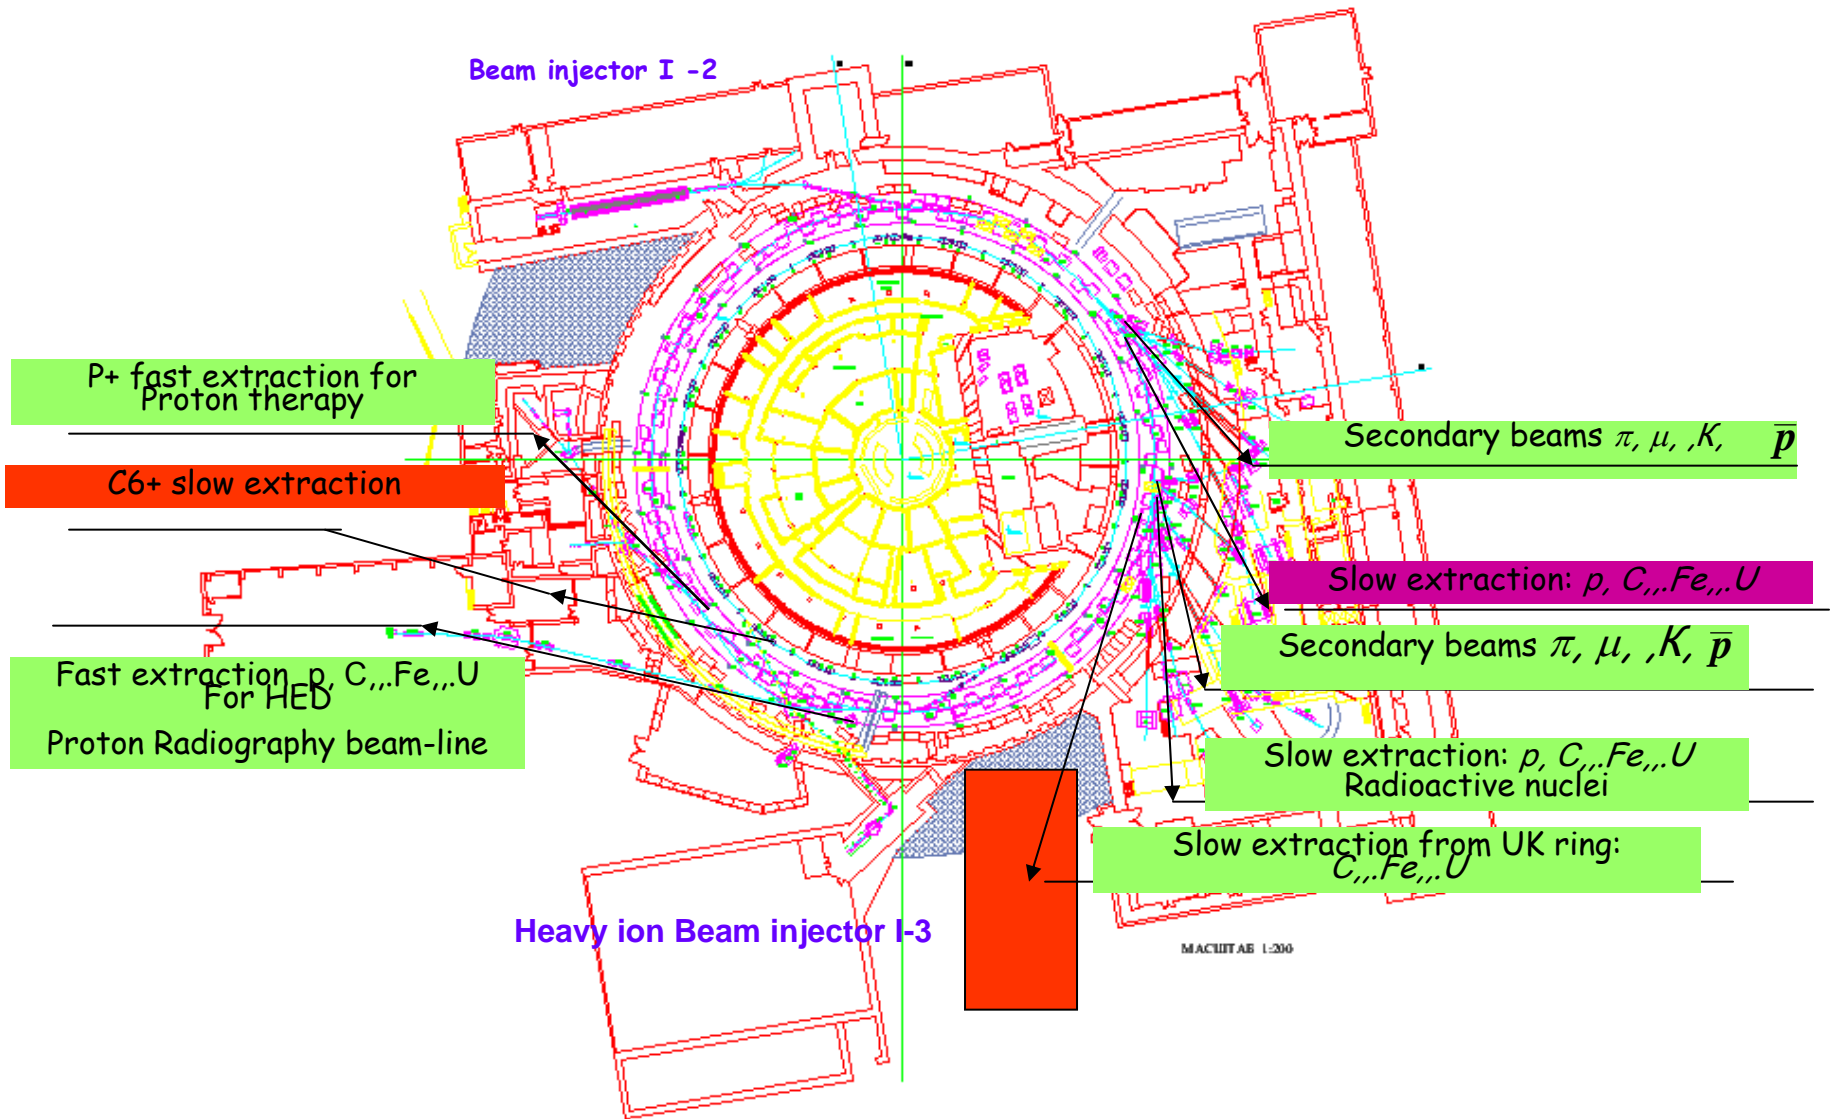 Beam injector I -2
P+ fast extraction for
Proton therapy
C6+ slow extraction
Fast extraction p, C,,.Fe,,.U
For HED
Proton Radiography beam-line
Secondary beams π, μ, ,K, p̅
Slow extraction: p, C,,.Fe,,.U
Secondary beams π, μ, ,K, p̅
Slow extraction: p, C,,.Fe,,.U
Radioactive nuclei
Slow extraction from UK ring:
C,,.Fe,,.U
Heavy ion Beam injector I-3
1:200